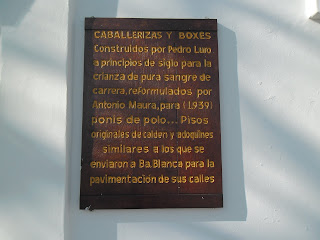 CABALLERIZAS Y BOXES
Construidos por Pedro Luro
a principios de siglo para la
crianza de pura sangre de
carrera, reformulados por
Antonio Maura, para (1939)
ponis de polo... Pisos
originales de calden y adoquines
similares a los que se
enviaron a Ba. Blanca para la
pavimentación de sus calles